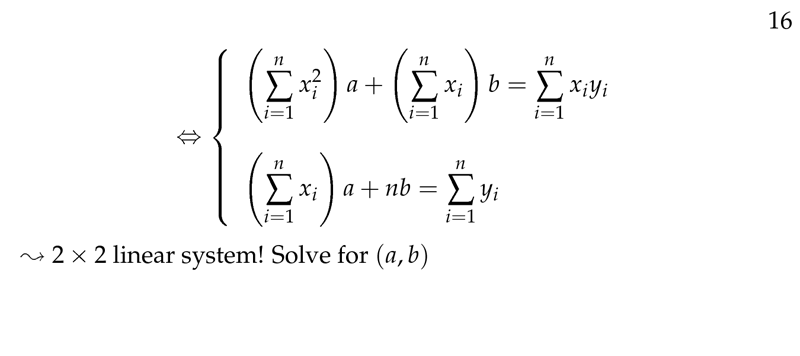 16
⇔ { (∑_{i=1}^{n} x_i^2) a + (∑_{i=1}^{n} x_i) b = ∑_{i=1}^{n} x_i y_i
(∑_{i=1}^{n} x_i) a + nb = ∑_{i=1}^{n} y_i
⇝ 2 × 2 linear system! Solve for (a, b)